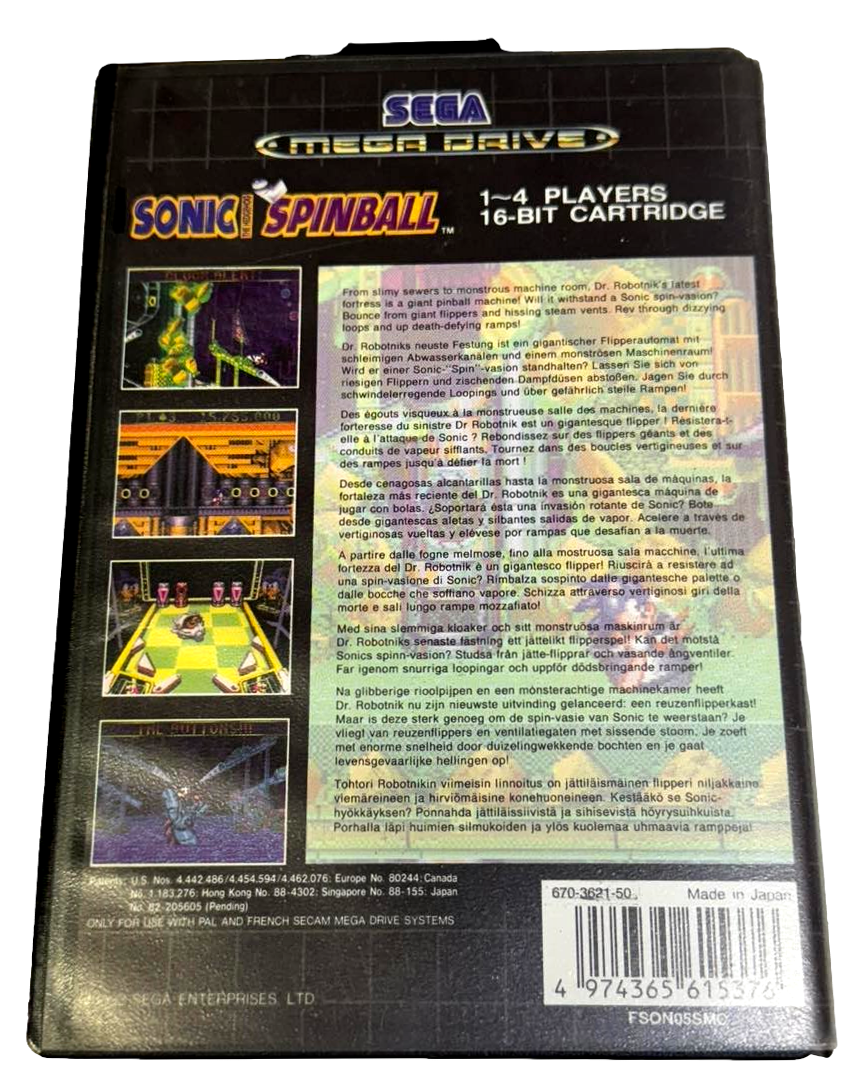 SEGA
MEGA DRIVE
SONIC THE HEDGEHOG SPINBALL™
1~4 PLAYERS
16-BIT CARTRIDGE
From slimy sewers to monstrous machine room, Dr. Robotnik's latest
fortress is a giant pinball machine! Will it withstand a Sonic spin-vasion?
Bounce from giant flippers and hissing steam vents. Rev through dizzying
loops and up death-defying ramps!
Dr. Robotniks neuste Festung ist ein gigantischer Flipperautomat mit
schleimigen Abwasserkanälen und einem monströsen Maschinenraum!
Wird er einer Sonic-"Spin"-vasion standhalten? Lassen Sie sich von
riesigen Flippern und zischenden Dampfdüsen abstoßen. Jagen Sie durch
schwindelerregende Loopings und über gefährlich steile Rampen!
Des égouts visqueux à la monstrueuse salle des machines, la dernière
forteresse du sinistre Dr Robotnik est un gigantesque flipper ! Résistera-t-
elle à l'attaque de Sonic ? Rebondissez sur des flippers géants et des
conduits de vapeur sifflants. Tournez dans des boucles vertigineuses et sur
des rampes jusqu'à défier la mort !
Desde cenagosas alcantarillas hasta la monstruosa sala de máquinas, la
fortaleza más reciente del Dr. Robotnik es una gigantesca máquina de
jugar con bolas. ¿Soportará ésta una invasión rotante de Sonic? Bote
desde gigantescas aletas y silbantes salidas de vapor. Acelere a través de
vertiginosas vueltas y elévese por rampas que desafían a la muerte.
A partire dalle fogne melmose, fino alla mostruosa sala macchine, l'ultima
fortezza del Dr. Robotnik è un gigantesco flipper! Riuscirà a resistere ad
una spin-vasione di Sonic? Rimbalza sospinto dalle gigantesche palette o
dalle bocche che soffiano vapore. Schizza attraverso vertiginosi giri della
morte e sali lungo rampe mozzafiato!
Med sina slemmiga kloaker och sitt monstruösa maskinrum är
Dr. Robotniks senaste fästning ett jättelikt flipperspel! Kan det motstå
Sonics spinn-vasion? Studsa från jätte-flipprar och väsande ångventiler.
Far igenom snurriga loopingar och uppför dödsbringande ramper!
Na glibberige rioolpijpen en een monsterachtige machinekamer heeft
Dr. Robotnik nu zijn nieuwste uitvinding gelanceerd: een reuzenflipperkast!
Maar is deze sterk genoeg om de spin-vasie van Sonic te weerstaan? Je
vliegt van reuzenflippers en ventilatiegaten met sissende stoom. Je zoeft
met enorme snelheid door duizelingwekkende bochten en je gaat
levensgevaarlijke hellingen op!
Tohtori Robotnikin viimeisin linnoitus on jättiläismäinen flipperi niljakkaine
viemäreineen ja hirviömäisine konehuoneineen. Kestääkö se Sonic-
hyökkäyksen? Ponnahda jättiläissiivistä ja sihisevistä höyrysuihkuista.
Porhalla läpi huimien silmukoiden ja ylös kuolemaa uhmaavia ramppeja!
THE BUTTONS!!!
Patents: U.S. Nos. 4.442.486/4.454.594/4.462.076; Europe No. 80244; Canada
No. 1.183.276; Hong Kong No. 88-4302; Singapore No. 88-155; Japan
No. 82-205605 (Pending)
ONLY FOR USE WITH PAL AND FRENCH SECAM MEGA DRIVE SYSTEMS
SEGA ENTERPRISES LTD.
670-3621-50 Made in Japan
4 974365 615376
FSON05SMC